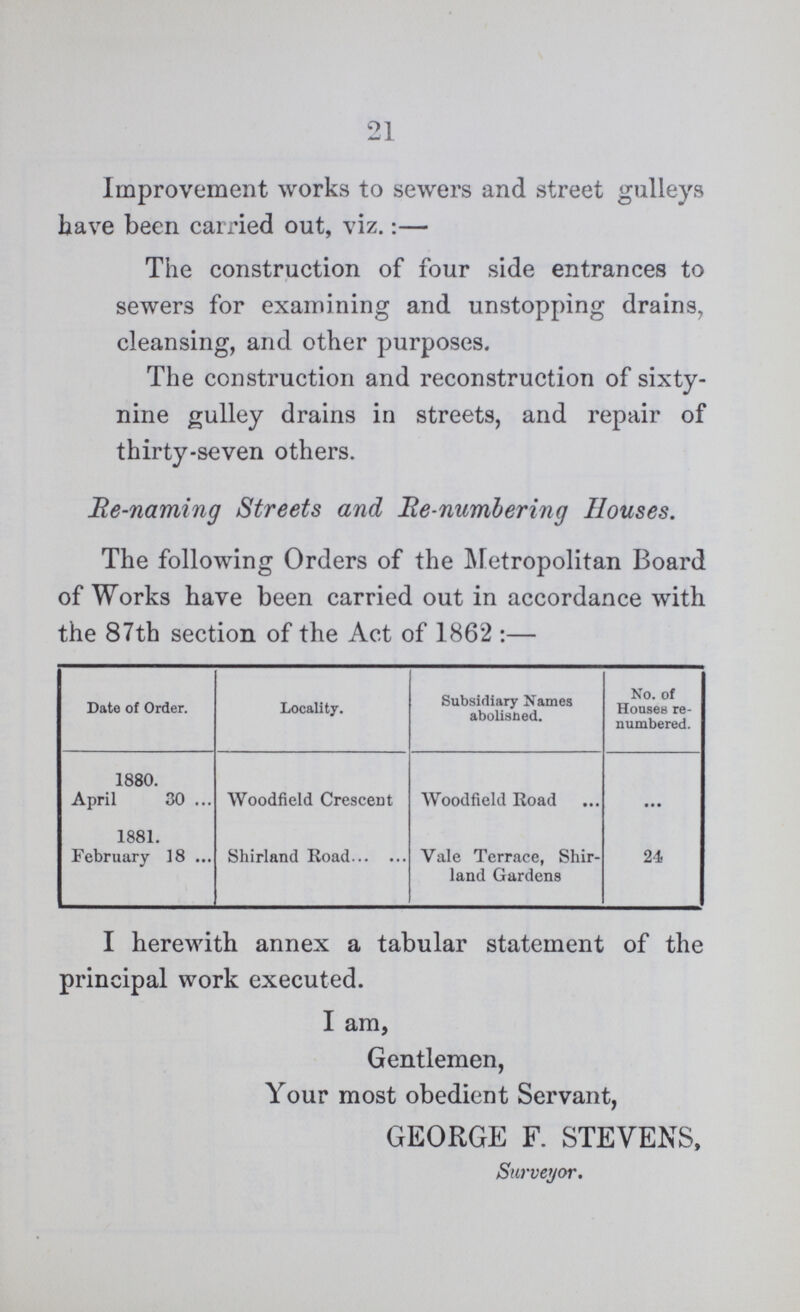 21
Improvement works to sewers and street gulleys
have been carried out, viz. :—
The construction of four side entrances to
sewers for examining and unstopping drains,
cleansing, and other purposes.
The construction and reconstruction of sixty-
nine gulley drains in streets, and repair of
thirty-seven others.
Re-naming Streets and Re-numbering Houses.
The following Orders of the Metropolitan Board
of Works have been carried out in accordance with
the 87th section of the Act of 1862 :—
Date of Order. Locality. Subsidiary Names abolished. No. of Houses re-numbered.
1880.
April 30 ... Woodfield Crescent Woodfield Road ... ...
1881.
February 18 ... Shirland Road... ... Vale Terrace, Shir- 24
land Gardens
I herewith annex a tabular statement of the
principal work executed.
I am,
Gentlemen,
Your most obedient Servant,
GEORGE F. STEVENS,
Surveyor.